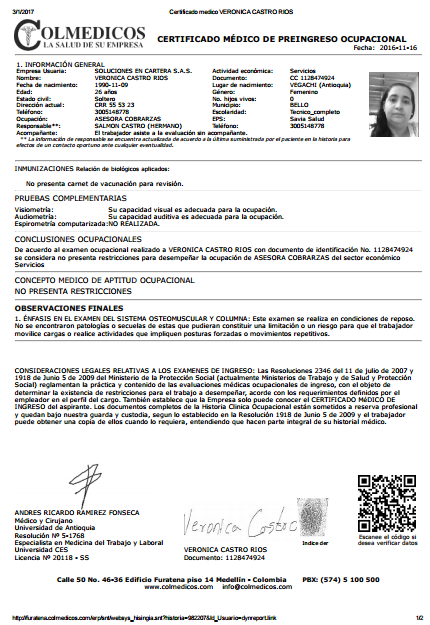 3/1/2017 Certificado medico VERONICA CASTRO RIOS
COLMEDICOS
LA SALUD DE SU EMPRESA
CERTIFICADO MÉDICO DE PREINGRESO OCUPACIONAL
Fecha: 2016-11-16
1. INFORMACIÓN GENERAL
Empresa Usuaria: SOLUCIONES EN CARTERA S.A.S. Actividad económica: Servicios
Nombre: VERONICA CASTRO RIOS Documento: CC 1128474924
Fecha de nacimiento: 1990-11-09 Lugar de nacimiento: VEGACHI (Antioquia)
Edad: 26 años Género: Femenino
Estado civil: Soltero No. hijos vivos: 0
Dirección actual: CRR 55 53 23 Municipio: BELLO
Teléfono: 3005148778 Escolaridad: Tecnico_completo
Ocupación: ASESORA COBRARZAS EPS: Savia Salud
Responsable**: SALMON CASTRO (HERMANO) Teléfono: 3005148778
Acompañante: El trabajador asiste a la evaluación sin acompañante.
** La información de responsable se encuentra actualizada de acuerdo a la última suministrada por el paciente en la historia para
efectos de un contacto oportuno ante cualquier eventualidad.
INMUNIZACIONES Relación de biológicos aplicados:
No presenta carnet de vacunación para revisión.
PRUEBAS COMPLEMENTARIAS
Visiometría: Su capacidad visual es adecuada para la ocupación.
Audiometría: Su capacidad auditiva es adecuada para la ocupación.
Espirometría computarizada: NO REALIZADA.
CONCLUSIONES OCUPACIONALES
De acuerdo al examen ocupacional realizado a VERONICA CASTRO RIOS con documento de identificación No. 1128474924
se considera no presenta restricciones para desempeñar la ocupación de ASESORA COBRARZAS del sector económico
Servicios
CONCEPTO MEDICO DE APTITUD OCUPACIONAL
NO PRESENTA RESTRICCIONES
OBSERVACIONES FINALES
1. ÉNFASIS EN EL EXAMEN DEL SISTEMA OSTEOMUSCULAR Y COLUMNA: Este examen se realiza en condiciones de reposo.
No se encontraron patologías o secuelas de estas que pudieran constituir una limitación o un riesgo para que el trabajador
movilice cargas o realice actividades que impliquen posturas forzadas o movimientos repetitivos.
CONSIDERACIONES LEGALES RELATIVAS A LOS EXAMENES DE INGRESO: Las Resoluciones 2346 del 11 de julio de 2007 y
1918 de Junio 5 de 2009 del Ministerio de la Protección Social (actualmente Ministerios de Trabajo y de Salud y Protección
Social) reglamentan la práctica y contenido de las evaluaciones médicas ocupacionales de ingreso, con el objeto de
determinar la existencia de restricciones para el trabajo a desempeñar, acorde con los requerimientos definidos por el
empleador en el perfil del cargo. También establece que la Empresa solo puede conocer el CERTIFICADO MÉDICO DE
INGRESO del aspirante. Los documentos completos de la Historia Clinica Ocupacional están sometidos a reserva profesional
y quedan bajo nuestra guarda y custodia, segun lo establecido en la Resolución 1918 de Junio 5 de 2009 y el trabajador
puede obtener una copia de ellos cuando lo requiera, entendiendo que hacen parte integral de su historial médico.
Veronica Castro
ANDRES RICARDO RAMIREZ FONSECA
Médico y Cirujano
Universidad de Antioquia
Resolución Nº 5-1768
Especialista en Medicina del Trabajo y Laboral
Universidad CES
Licencia Nº 20118 - SS
VERONICA CASTRO RIOS
Documento: 1128474924
Indice der
Escanee el código si
desea verificar datos
Calle 50 No. 46-36 Edificio Furatena piso 14 Medellín - Colombia PBX: (574) 5 100 500
www.colmedicos.com info@colmedicos.com
http://furatena.colmedicos.com/erp/snt/websys_hisingia.snt?historia=982207&Id_Usuario=dynreport.link 1/2